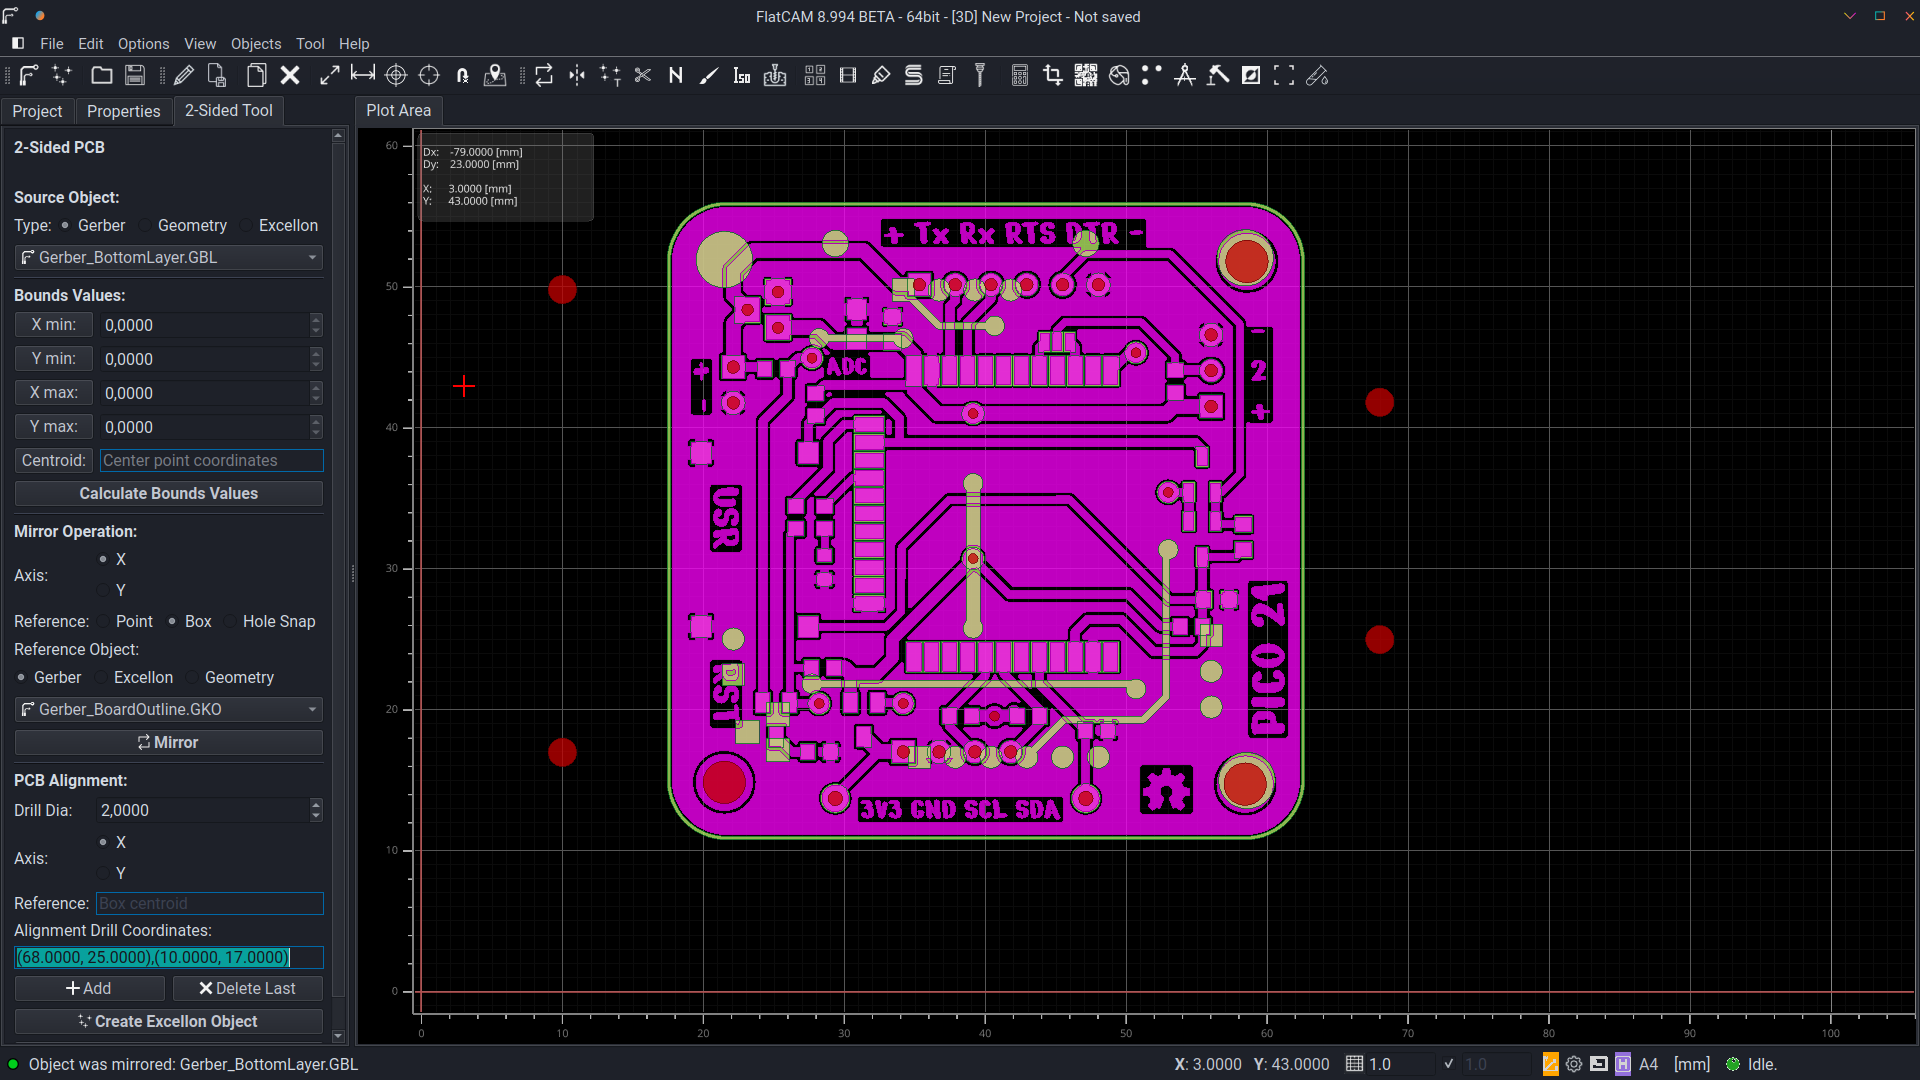 FlatCAM 8.994 BETA - 64bit - [3D] New Project - Not saved
File Edit Options View Objects Tool Help
Project Properties 2-Sided Tool
Plot Area
2-Sided PCB
Source Object:
Type: Gerber Geometry Excellon
Gerber_BottomLayer.GBL
Bounds Values:
X min: 0,0000
Y min: 0,0000
X max: 0,0000
Y max: 0,0000
Centroid: Center point coordinates
Calculate Bounds Values
Mirror Operation:
X
Axis:
Y
Reference: Point Box Hole Snap
Reference Object:
Gerber Excellon Geometry
Gerber_BoardOutline.GKO
Mirror
PCB Alignment:
Drill Dia: 2,0000
X
Axis:
Y
Reference: Box centroid
Alignment Drill Coordinates:
(68.0000, 25.0000),(10.0000, 17.0000)
Add Delete Last
Create Excellon Object
Dx: -79.0000 [mm]
Dy: 23.0000 [mm]
X: 3.0000 [mm]
Y: 43.0000 [mm]
60
50
40
30
20
10
0
0 10 20 30 40 50 60 70 80 90 100
+ Tx Rx RTS DTR -
+
-
ADC
-
2
+
USR
RST
PICO 21
3V3 GND SCL SDA
Iso
Object was mirrored: Gerber_BottomLayer.GBL
X: 3.0000 Y: 43.0000 1.0 1.0 H A4 [mm] Idle.